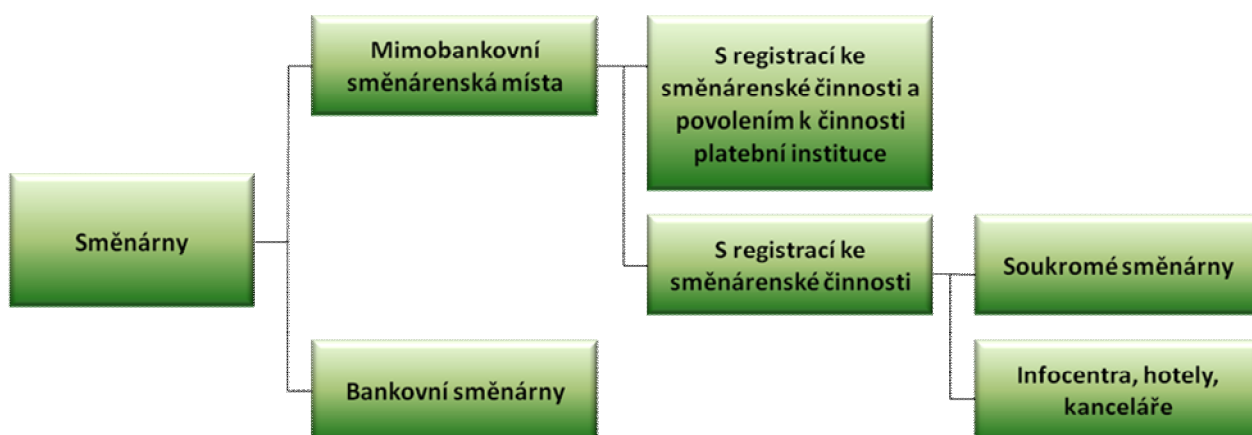 Mimobankovní
směnárenská místa
S registrací ke
směnárenské činnosti a
povolením k činnosti
platební instituce
Směnárny
S registrací ke
směnárenské činnosti
Soukromé směnárny
Bankovní směnárny
Infocentra, hotely,
kanceláře